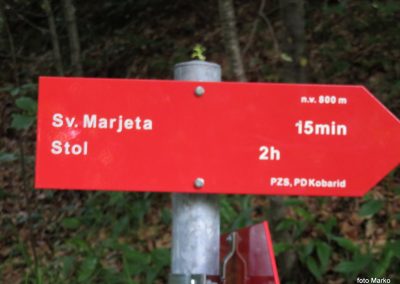 n.v. 800 m
Sv. Marjeta 15min
Stol 2h
PZS, PD Kobarid
foto Marko